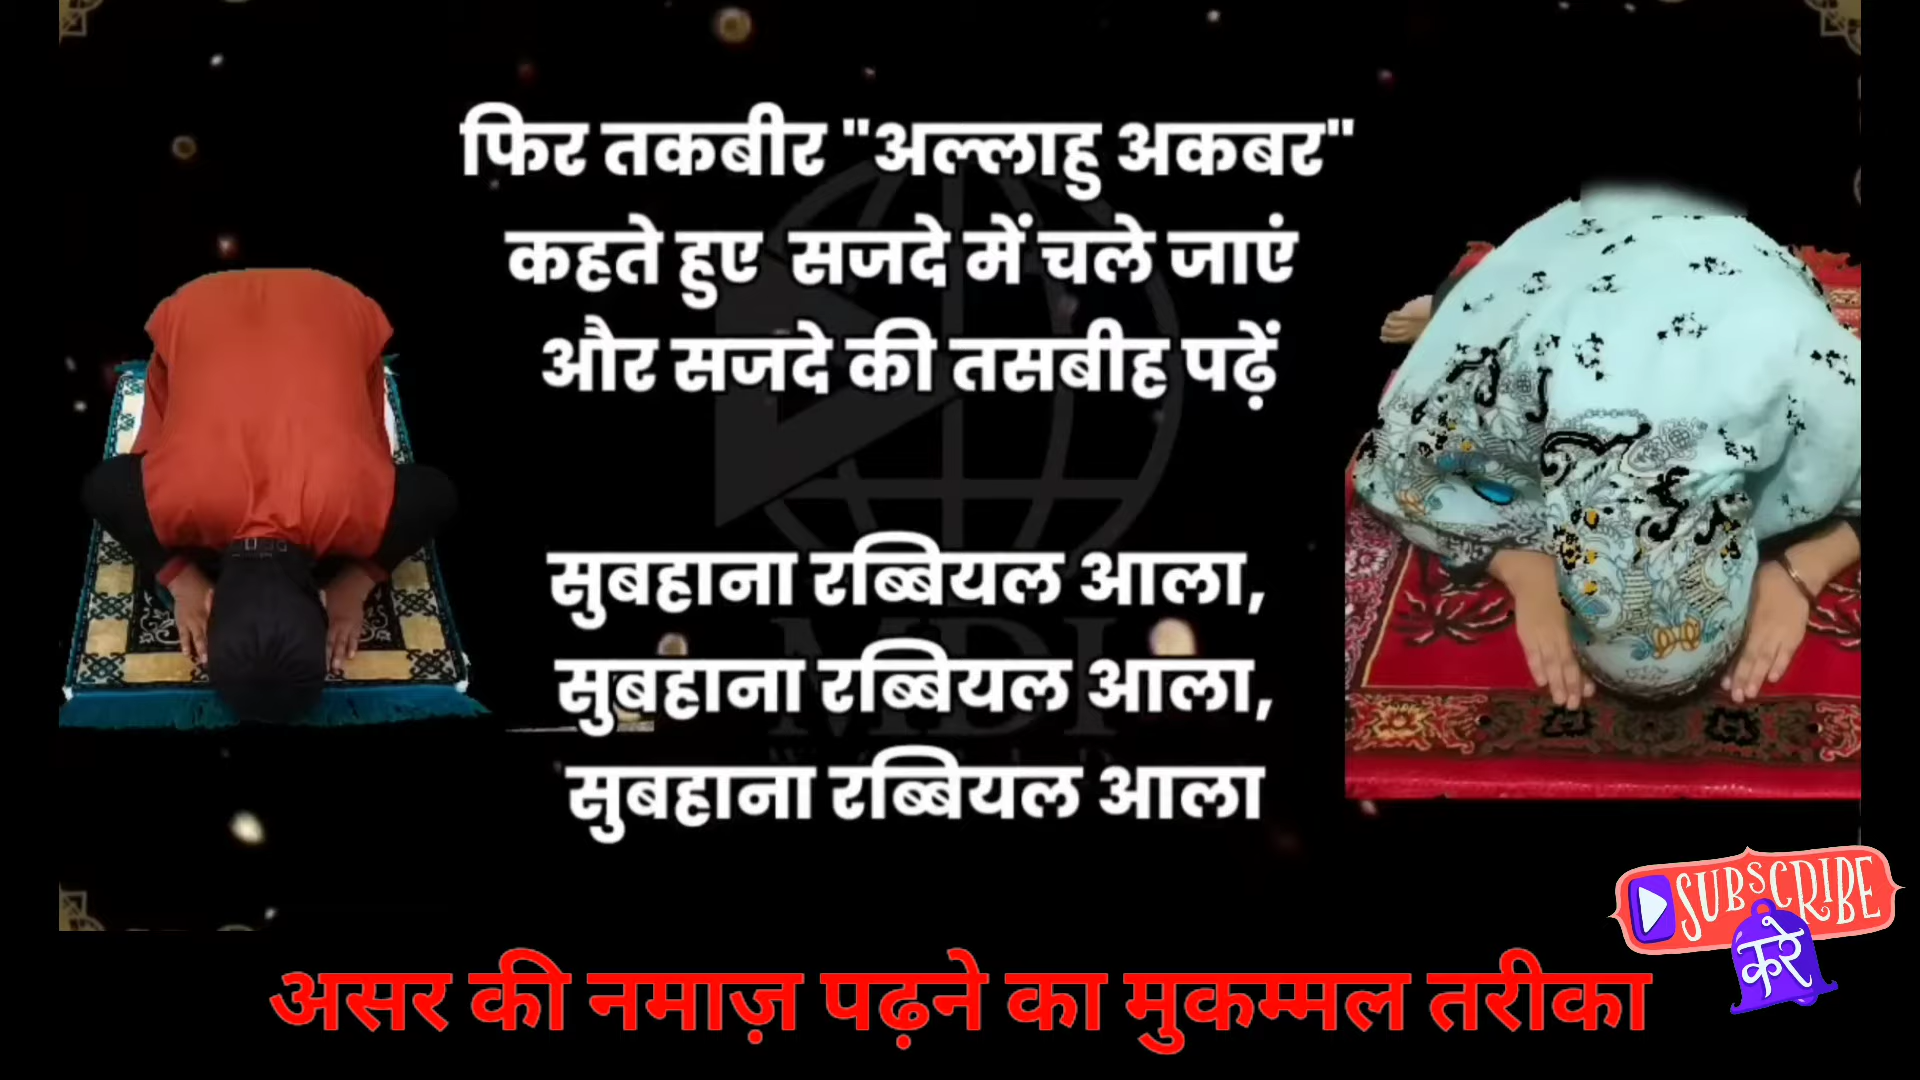 फिर तकबीर "अल्लाहु अकबर"
कहते हुए सजदे में चले जाएं
और सजदे की तसबीह पढ़ें
सुबहाना रब्बियल आला,
सुबहाना रब्बियल आला,
सुबहाना रब्बियल आला
MDI
SUBSCRIBE
करे
असर की नमाज़ पढ़ने का मुकम्मल तरीका